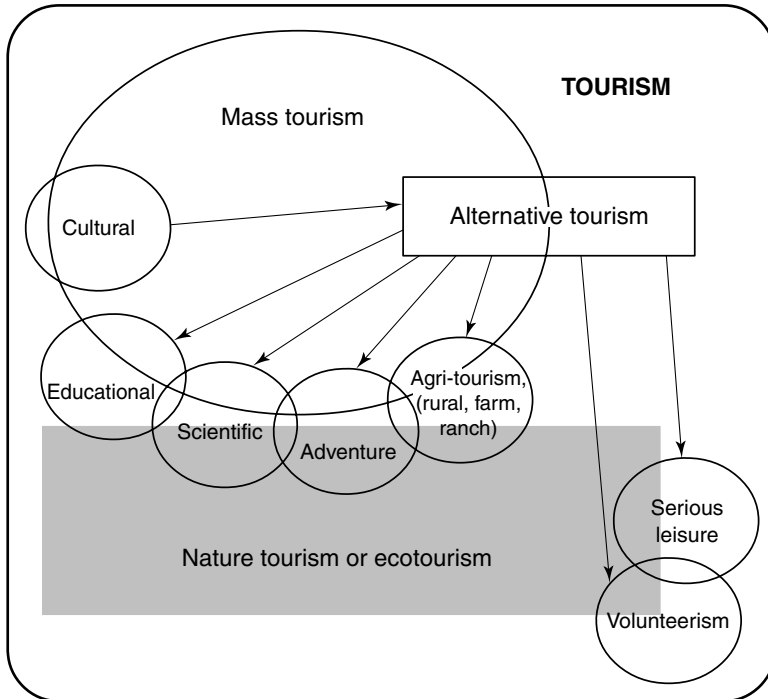 TOURISM
Mass tourism
Alternative tourism
Cultural
Educational
Scientific
Adventure
Agri-tourism,
(rural, farm,
ranch)
Nature tourism or ecotourism
Serious
leisure
Volunteerism